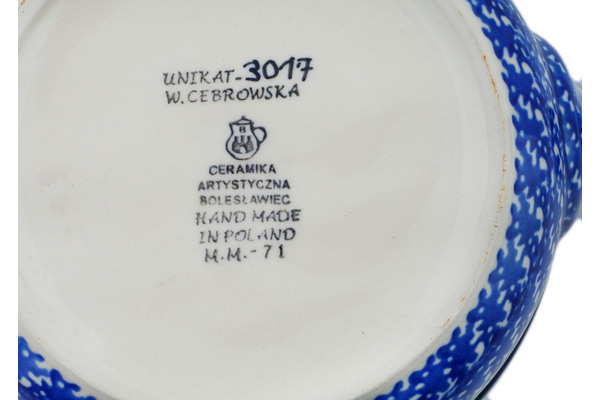 UNIKAT-3017
W. CEBROWSKA
B
CERAMIKA
ARTYSTYCZNA
BOLESŁAWIEC
HAND MADE
IN POLAND
M.M.-71